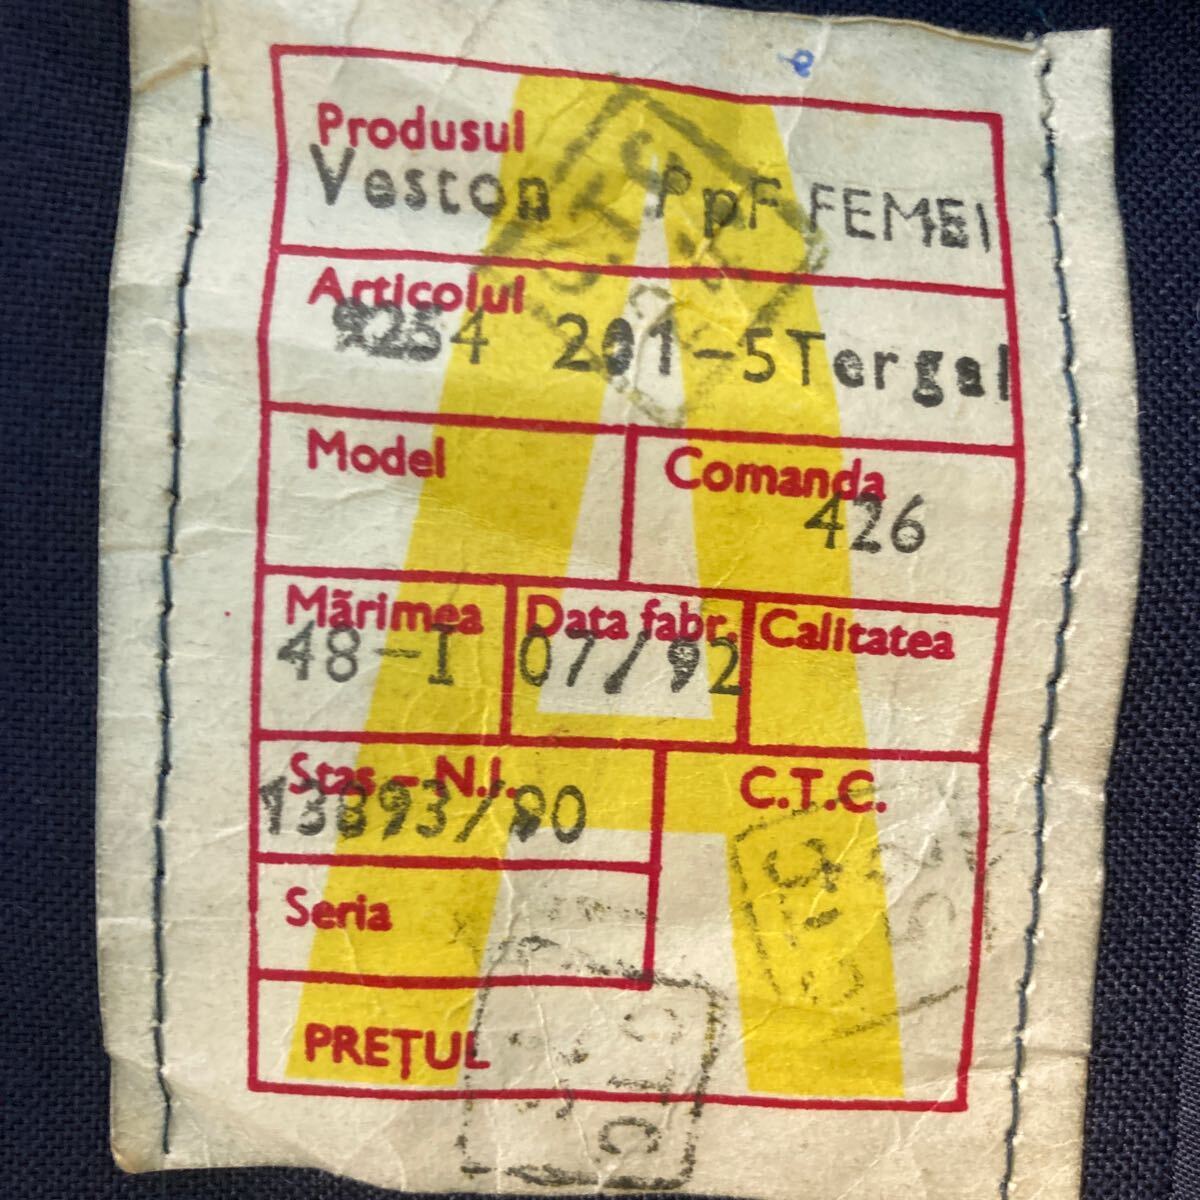 Produsul
Veston PpF FEMEI
Articolul
9254 201-5Tergal
Model
Comanda
426
Mărimea
48-I
Data fabr.
07/92
Calitatea
Stas - N.I.
13893/90
C.T.C.
Seria
PREȚUL
CTC